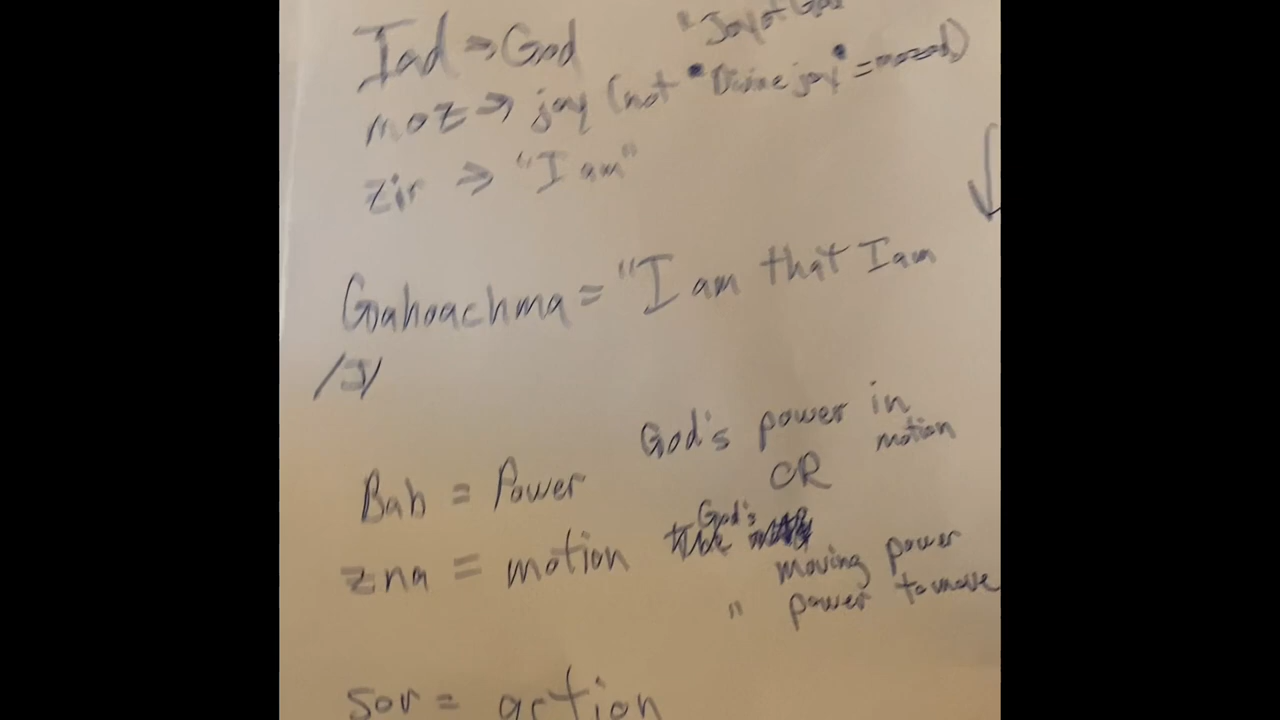 "Joy of God
Iad => God
moz => joy (not "Divine joy" = mozod)
zir => "I am"
Gahoachma = "I am that I am
/J/
God's power in
motion
OR
Bab = Power
God's
zna = motion
moving power
" power to move
sor = action